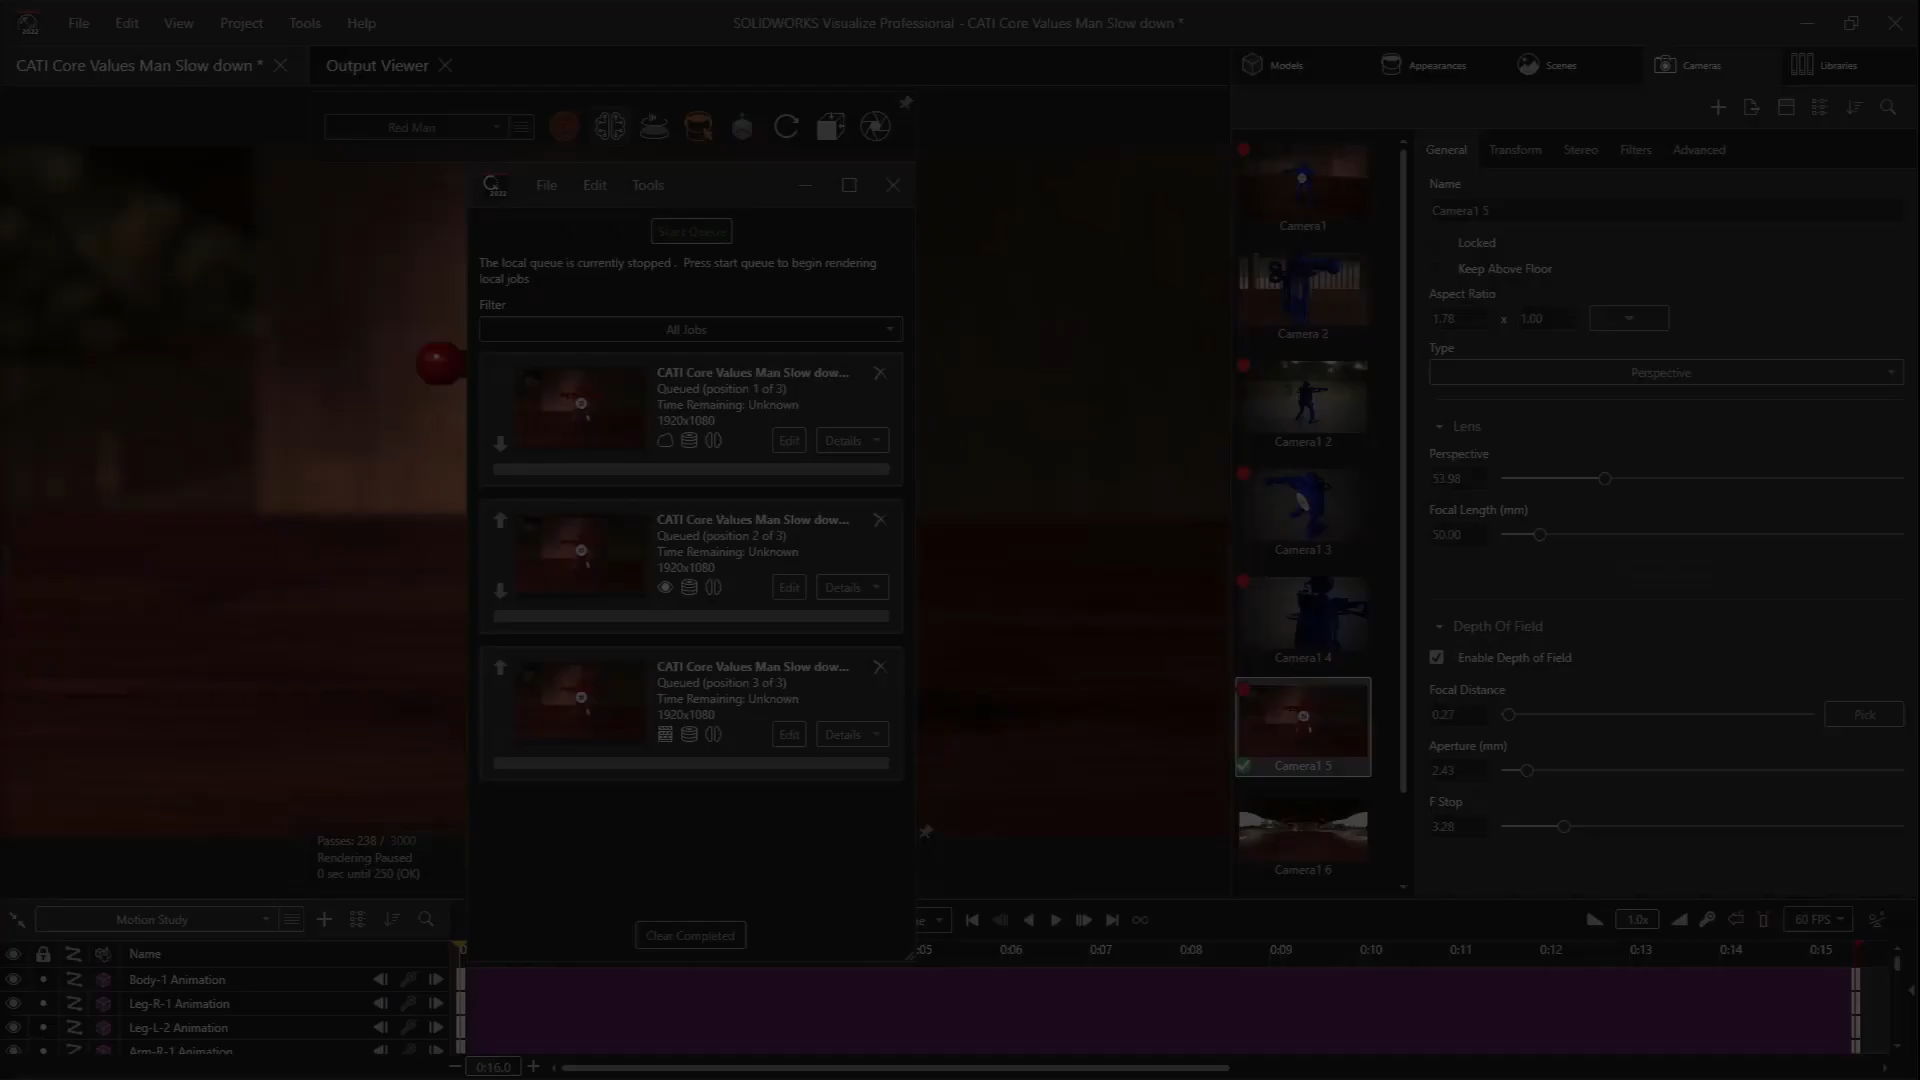 2022
File Edit View Project Tools Help
SOLIDWORKS Visualize Professional - CATI Core Values Man Slow down *
CATI Core Values Man Slow down *
Output Viewer
Models
Appearances
Scenes
Cameras
Libraries
Red Man
2022
File Edit Tools
Start Queue
The local queue is currently stopped . Press start queue to begin rendering
local jobs
Filter
All Jobs
CATI Core Values Man Slow dow...
Queued (position 1 of 3)
Time Remaining: Unknown
1920x1080
Edit
Details
CATI Core Values Man Slow dow...
Queued (position 2 of 3)
Time Remaining: Unknown
1920x1080
Edit
Details
CATI Core Values Man Slow dow...
Queued (position 3 of 3)
Time Remaining: Unknown
1920x1080
Edit
Details
Clear Completed
Passes: 238 / 3000
Rendering Paused
0 sec until 250 (OK)
Camera1
Camera 2
Camera1 2
Camera1 3
Camera1 4
Camera1 5
Camera1 6
General Transform Stereo Filters Advanced
Name
Camera1 5
Locked
Keep Above Floor
Aspect Ratio
1.78 x 1.00
Type
Perspective
Lens
Perspective
53.98
Focal Length (mm)
50.00
Depth Of Field
Enable Depth of Field
Focal Distance
0.27
Pick
Aperture (mm)
2.43
F Stop
3.28
Motion Study
1.0x
60 FPS
Name
:05 0:06 0:07 0:08 0:09 0:10 0:11 0:12 0:13 0:14 0:15
Body-1 Animation
Leg-R-1 Animation
Leg-L-2 Animation
Arm-R-1 Animation
0:16.0